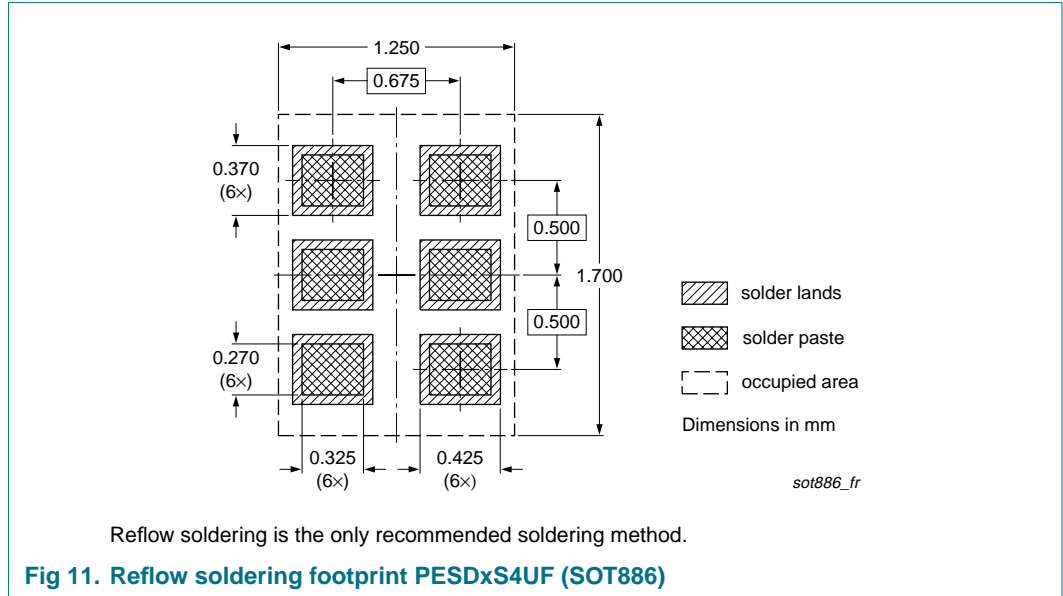 1.250
0.675
0.370
(6×)
0.500
1.700
solder lands
0.500
solder paste
0.270
(6×)
occupied area
Dimensions in mm
0.325
(6×)
0.425
(6×)
sot886_fr
Reflow soldering is the only recommended soldering method.
Fig 11. Reflow soldering footprint PESDxS4UF (SOT886)